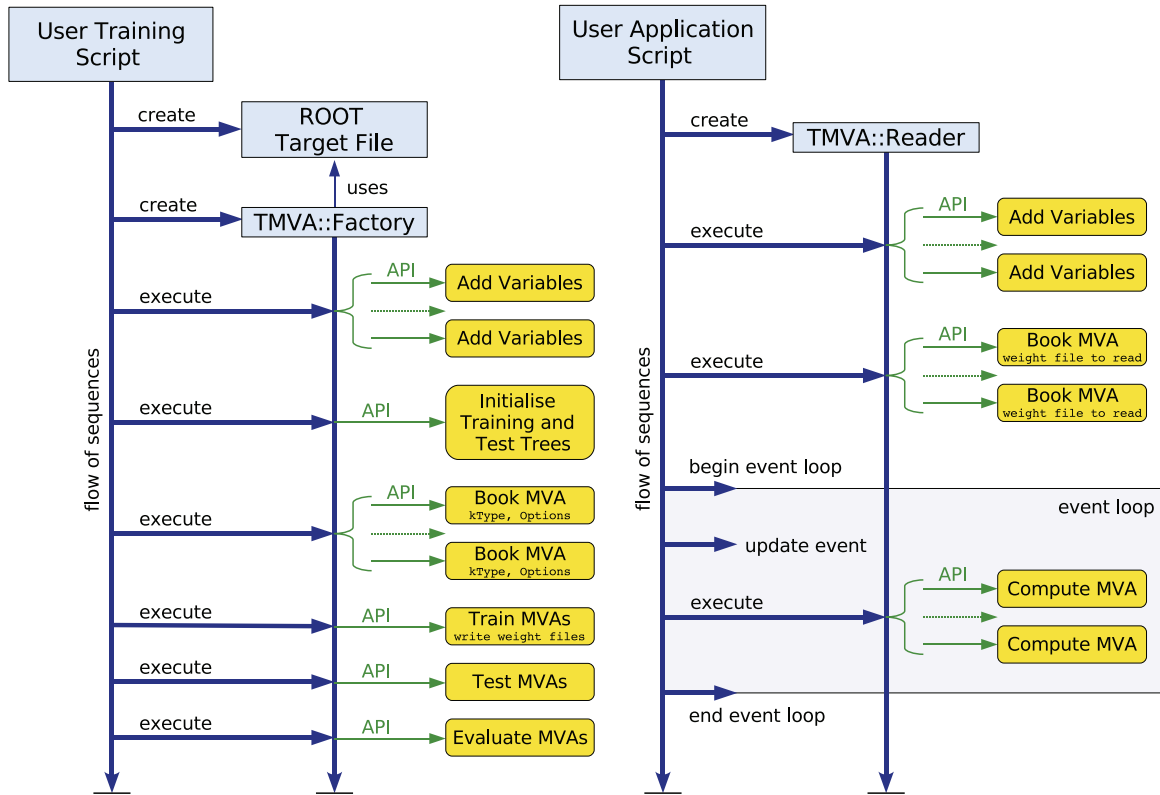 User Training
Script
create
ROOT
Target File
uses
create
TMVA::Factory
execute
API
Add Variables
Add Variables
flow of sequences
execute
API
Initialise
Training and
Test Trees
execute
API
Book MVA
kType, Options
Book MVA
kType, Options
execute
API
Train MVAs
write weight files
execute
API
Test MVAs
execute
API
Evaluate MVAs
User Application
Script
create
TMVA::Reader
execute
API
Add Variables
Add Variables
execute
API
Book MVA
weight file to read
Book MVA
weight file to read
flow of sequences
begin event loop
event loop
update event
execute
API
Compute MVA
Compute MVA
end event loop